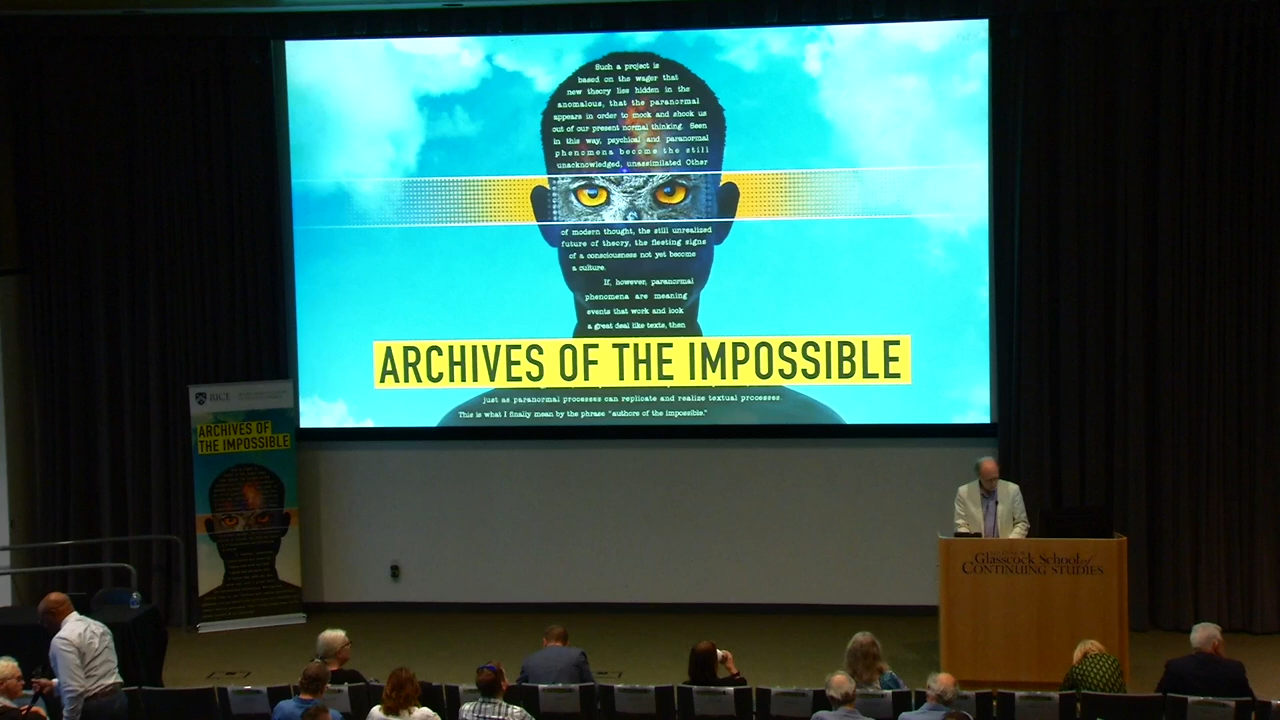 Such a project is
based on the wager that
new theory lies hidden in the
anomalous, that the paranormal
appears in order to mock and shock us
out of our present normal thinking. Seen
in this way, psychical and paranormal
phenomena become the still
unacknowledged, unassimilated Other
of modern thought, the still unrealized
future of theory, the fleeting signs
of a consciousness not yet become
a culture.
If, however, paranormal
phenomena are meaning
events that work and look
a great deal like texts, then
ARCHIVES OF THE IMPOSSIBLE
just as paranormal processes can replicate and realize textual processes.
This is what I finally mean by the phrase "authors of the impossible."
RICE
ARCHIVES OF
THE IMPOSSIBLE
Glasscock School of
CONTINUING STUDIES